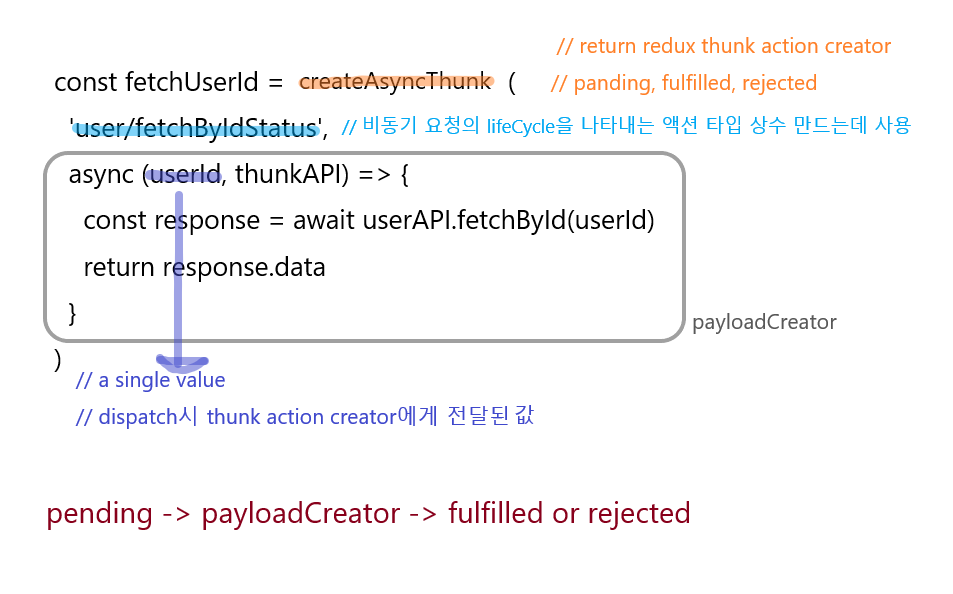 // return redux thunk action creator
const fetchUserId = createAsyncThunk (
// panding, fulfilled, rejected
'user/fetchByIdStatus',
// 비동기 요청의 lifeCycle을 나타내는 액션 타입 상수 만드는데 사용
async (userId, thunkAPI) => {
const response = await userAPI.fetchById(userId)
return response.data
}
payloadCreator
)
// a single value
// dispatch시 thunk action creator에게 전달된 값
pending -> payloadCreator -> fulfilled or rejected